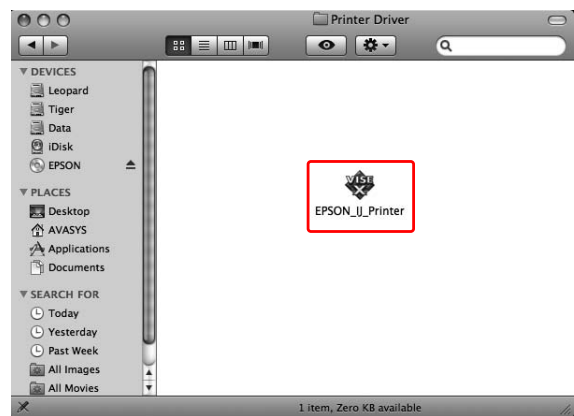 Printer Driver
DEVICES
Leopard
Tiger
Data
iDisk
EPSON
PLACES
Desktop
AVASYS
Applications
Documents
SEARCH FOR
Today
Yesterday
Past Week
All Images
All Movies
VISE
X
EPSON_IJ_Printer
1 item, Zero KB available